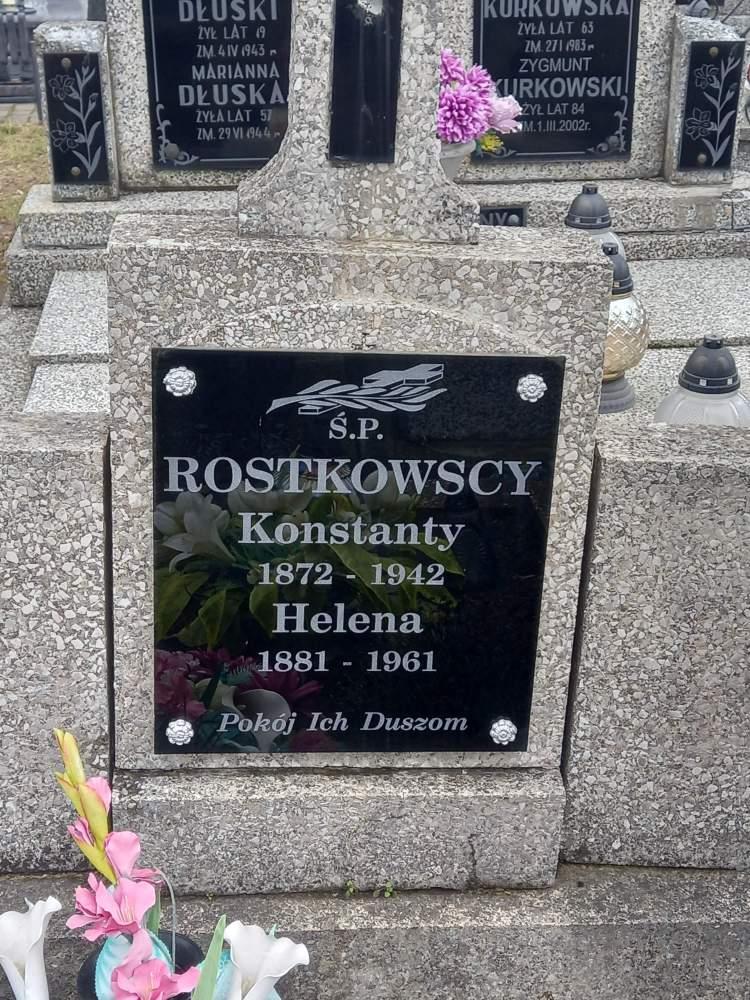 DŁUSKI
ŻYŁ LAT 19
ZM. 4 IV 1943 r.
MARIANNA
DŁUSKA
ŻYŁA LAT 57
ZM. 29 VI 1944 r.
KURKOWSKA
ŻYŁA LAT 63
ZM. 27 I 1983 r.
ZYGMUNT
KURKOWSKI
ŻYŁ LAT 84
ZM. 1.III.2002r.
Ś.P.
ROSTKOWSCY
Konstanty
1872 - 1942
Helena
1881 - 1961
Pokój Ich Duszom